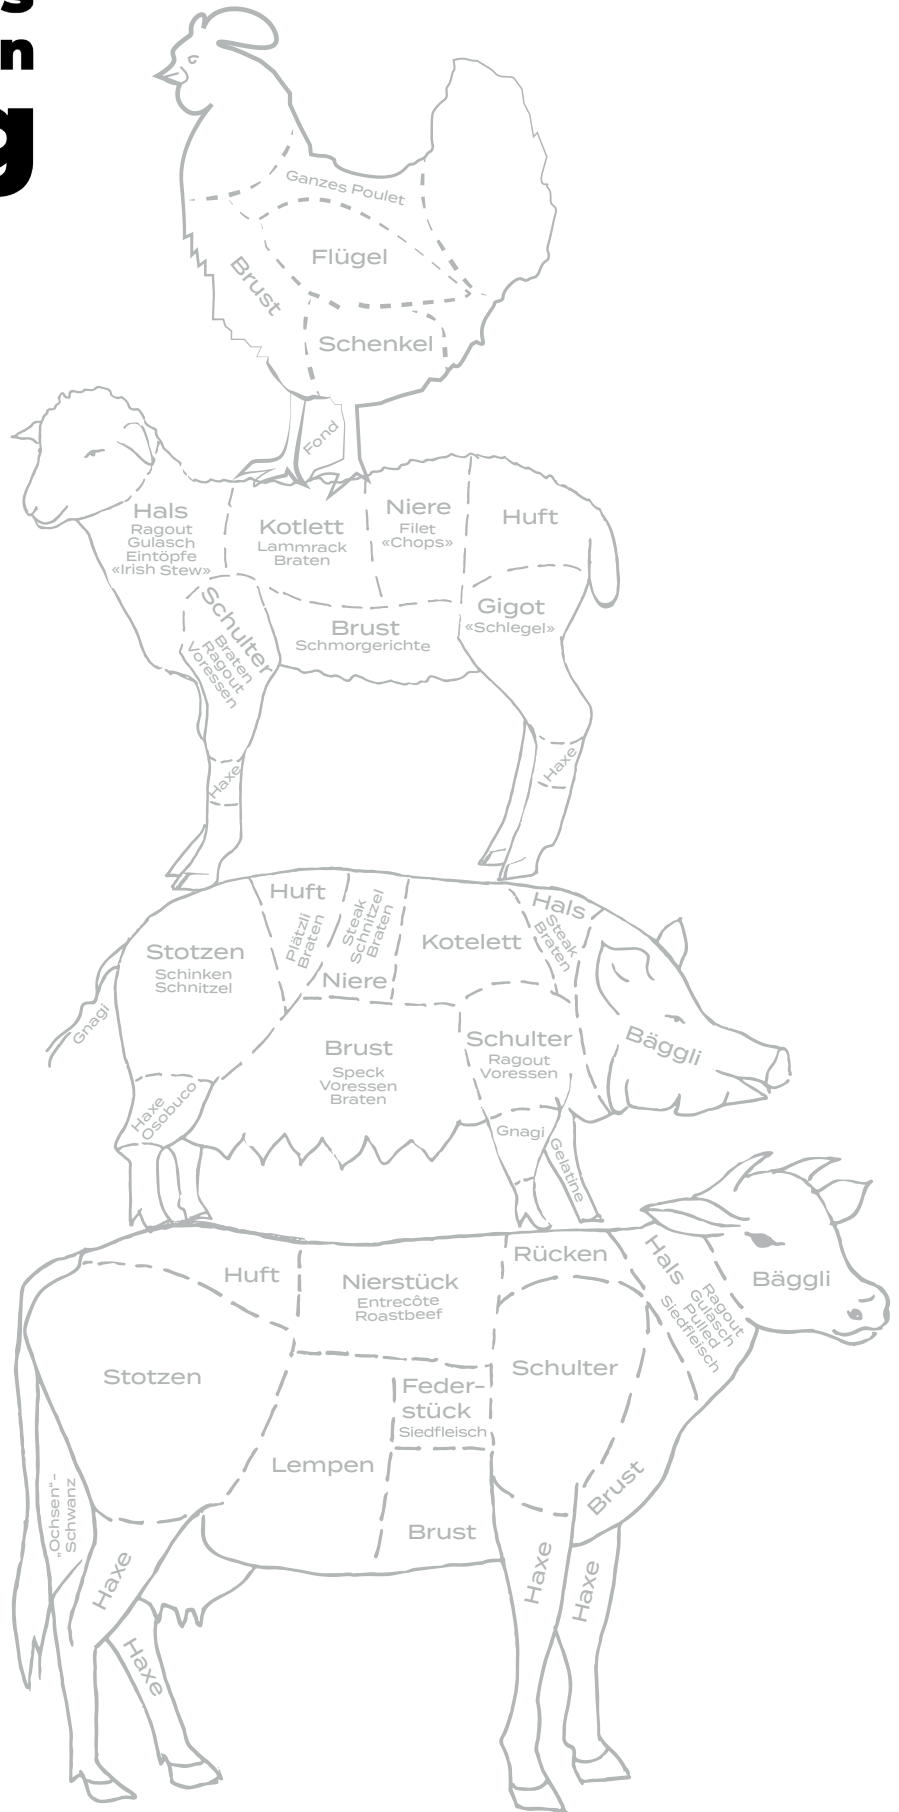 s
n
g
Ganzes Poulet
Flügel
Brust
Schenkel
Fond
Hals
Ragout
Gulasch
Eintöpfe
«Irish Stew»
Kotlett
Lammrack
Braten
Niere
Filet
«Chops»
Huft
Schulter
Braten
Ragout
Voressen
Brust
Schmorgerichte
Gigot
«Schlegel»
Haxe
Haxe
Stotzen
Schinken
Schnitzel
Huft
Plätzli
Braten
Steak
Schnitzel
Braten
Niere
Kotelett
Hals
Steak
Braten
Gnagi
Brust
Speck
Voressen
Braten
Schulter
Ragout
Voressen
Bäggli
Haxe
Osobuco
Gnagi
Gelatine
Huft
Nierstück
Entrecôte
Roastbeef
Rücken
Hals
Ragout
Gulasch
Pulled
Siedfleisch
Bäggli
Stotzen
Schulter
Feder-
stück
Siedfleisch
Lempen
Brust
Brust
„Ochsen“-
Schwanz
Haxe
Haxe
Haxe
Haxe